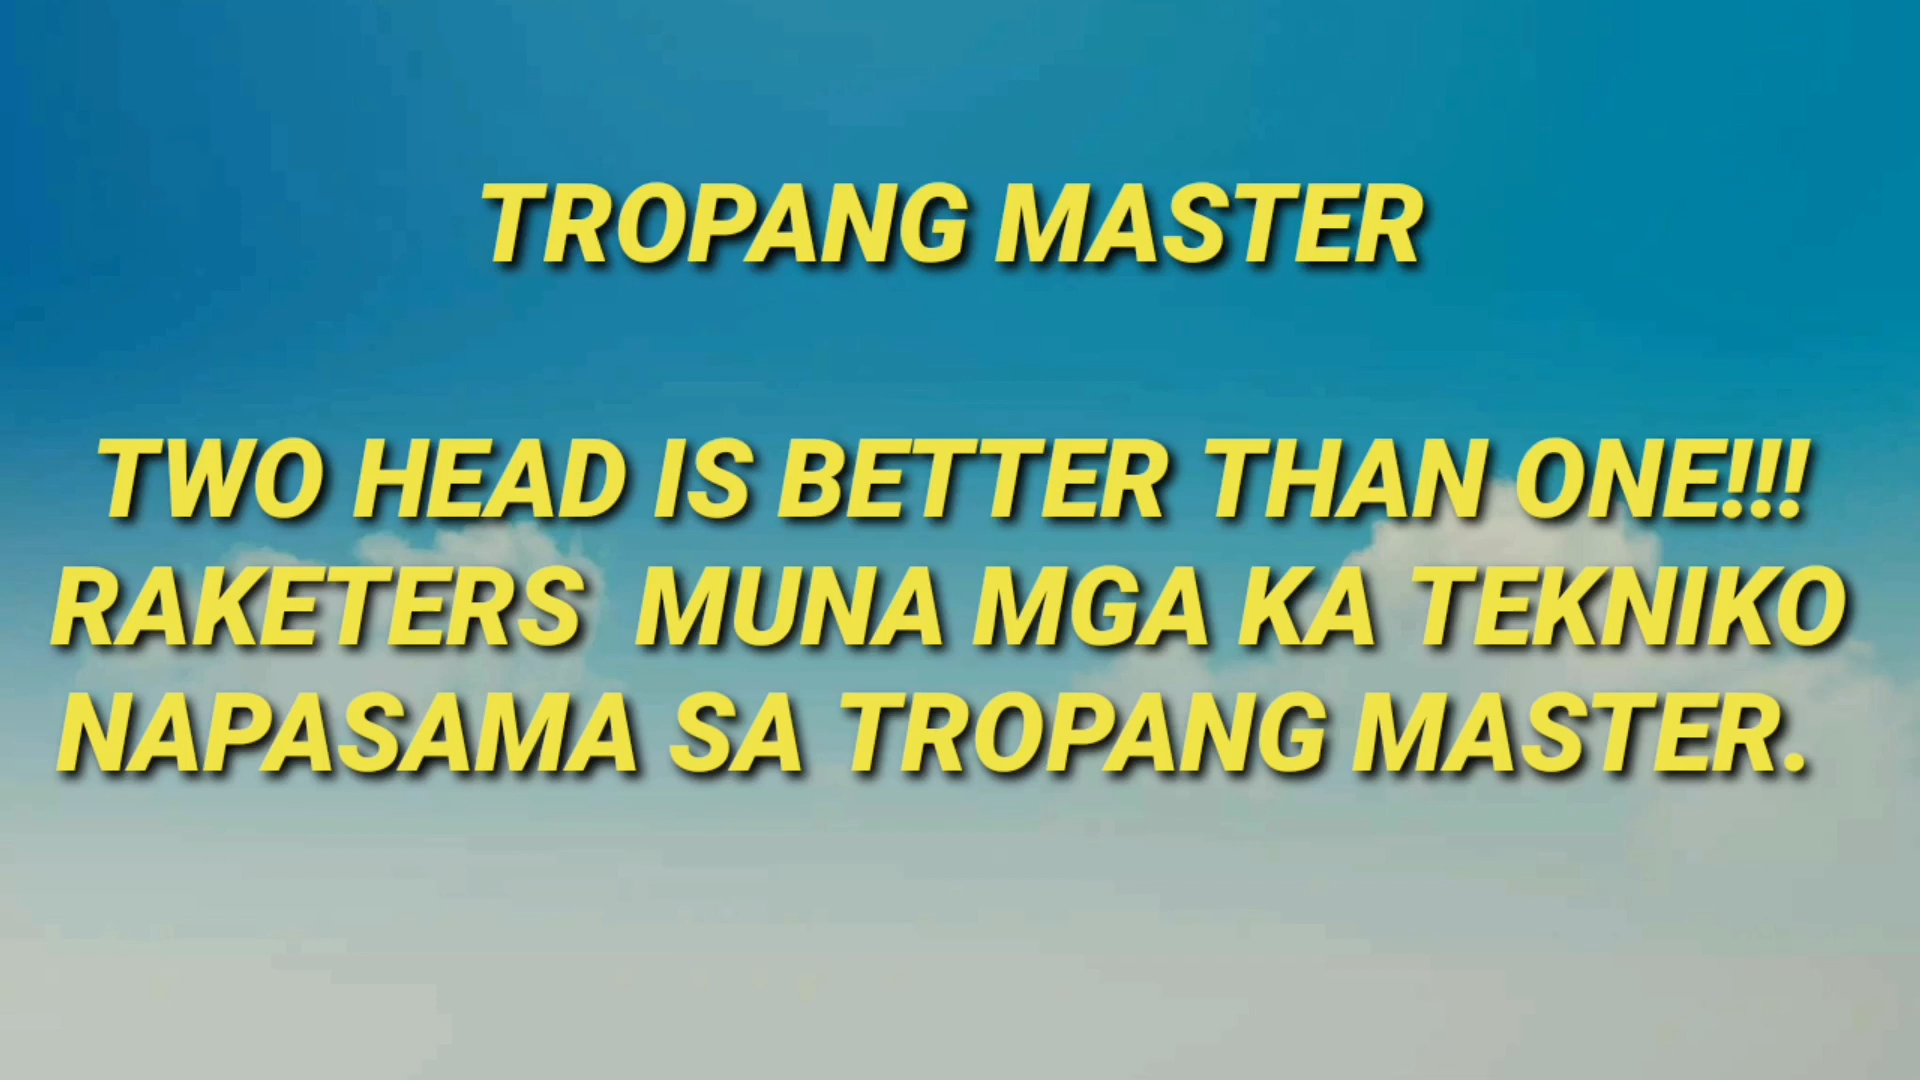 TROPANG MASTER
TWO HEAD IS BETTER THAN ONE!!!
RAKETERS MUNA MGA KA TEKNIKO
NAPASAMA SA TROPANG MASTER.